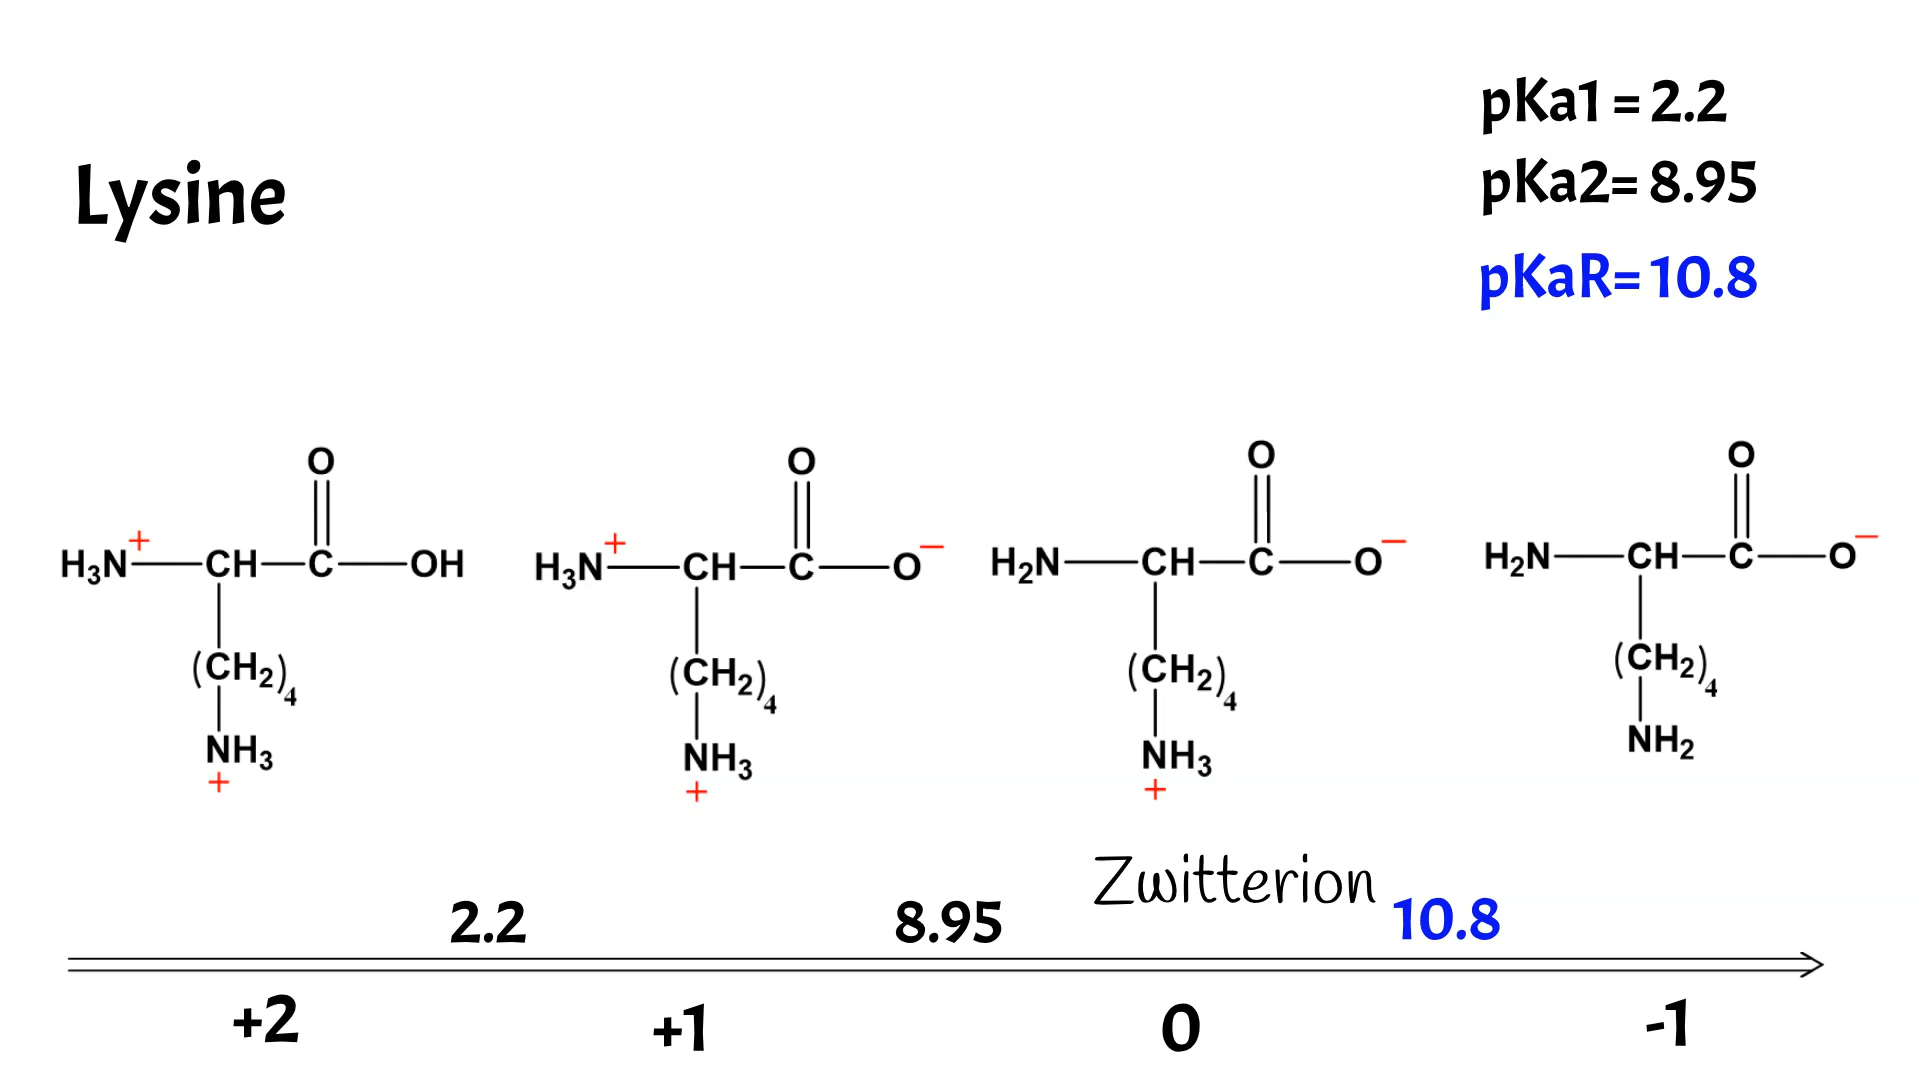 Lysine
pKa1 = 2.2
pKa2= 8.95
pKaR= 10.8
O
H₃N⁺—CH—C—OH
(CH₂)₄
NH₃
+
O
H₃N⁺—CH—C—O⁻
(CH₂)₄
NH₃
+
O
H₂N—CH—C—O⁻
(CH₂)₄
NH₃
+
O
H₂N—CH—C—O⁻
(CH₂)₄
NH₂
Zwitterion
2.2 8.95 10.8
+2 +1 0 -1